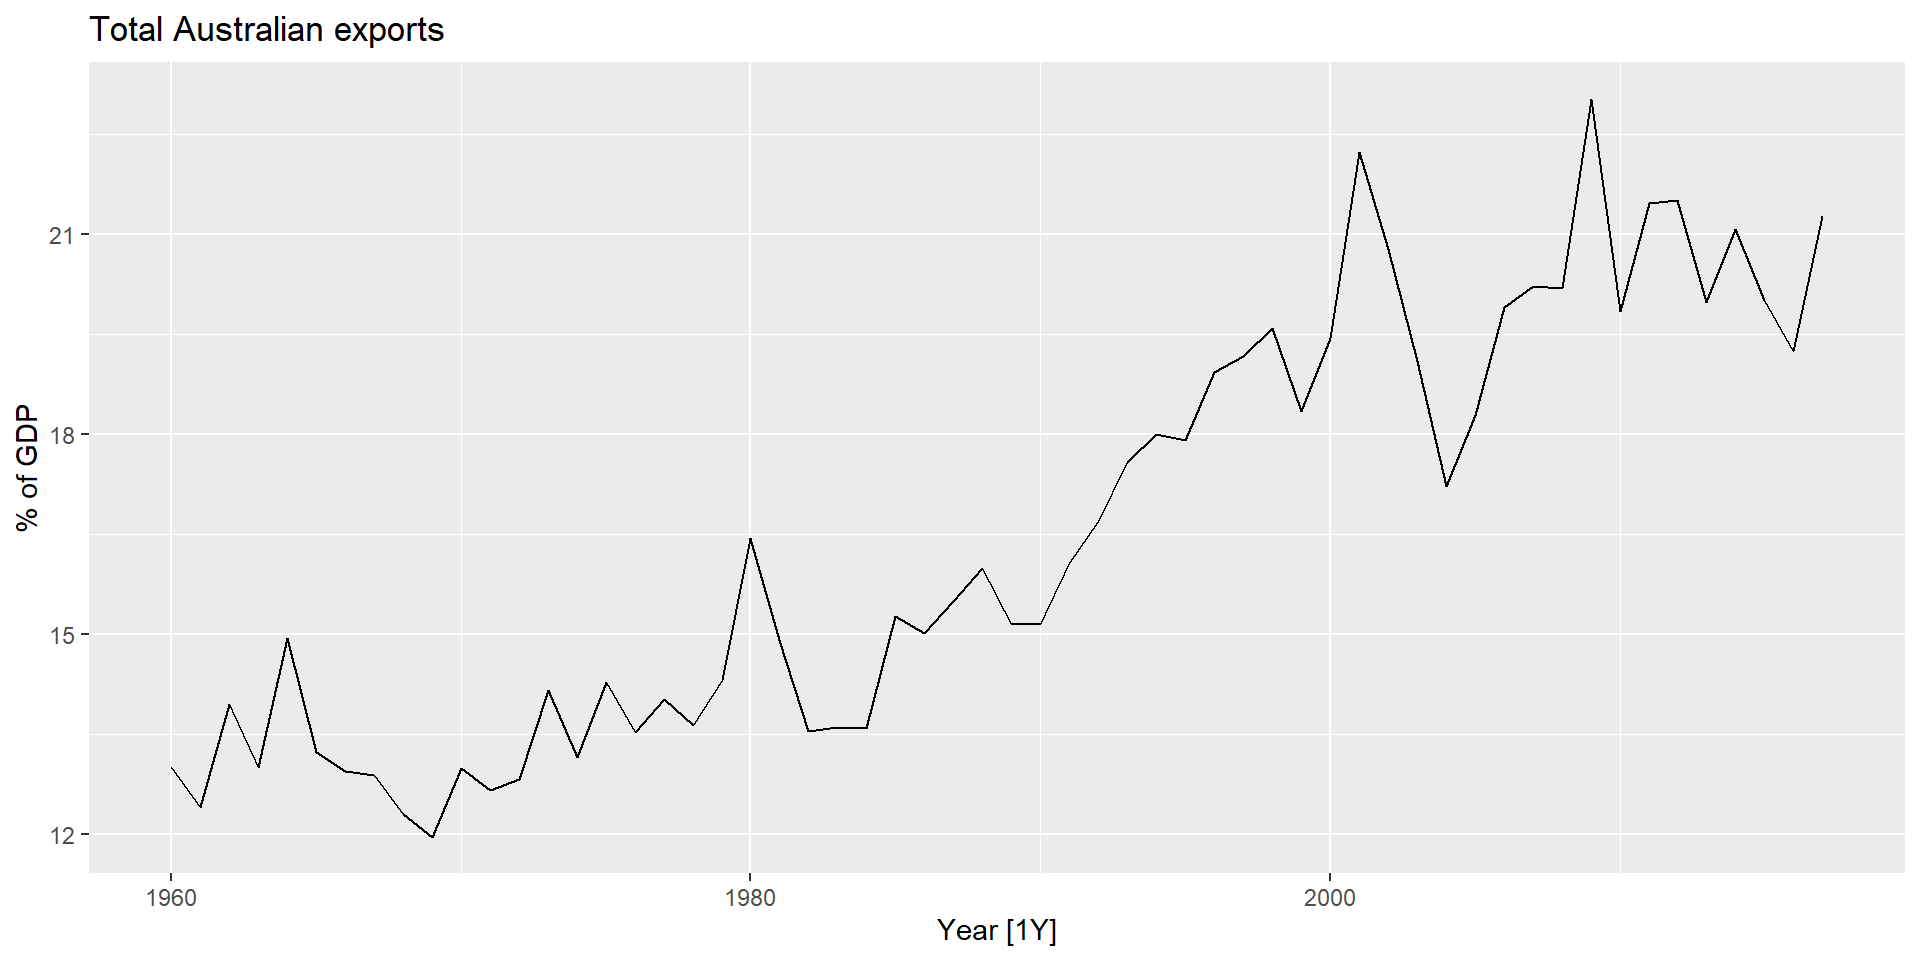 Total Australian exports
21
18
15
12
% of GDP
1960 1980 2000
Year [1Y]